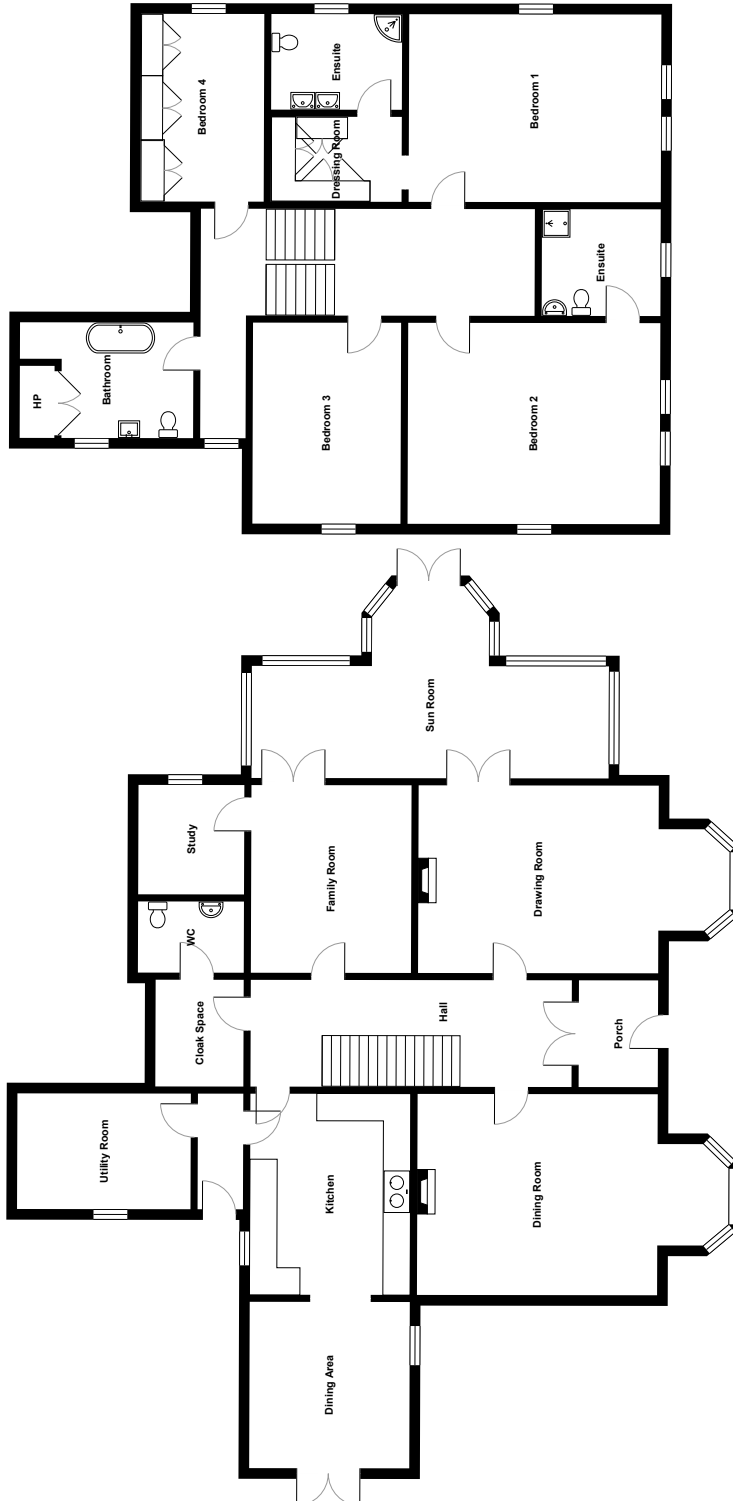 Bedroom 4
Ensuite
Bedroom 1
Dressing Room
Ensuite
Bathroom
HP
Bedroom 3
Bedroom 2
Sun Room
Study
Family Room
Drawing Room
WC
Cloak Space
Hall
Porch
Utility Room
Kitchen
Dining Room
Dining Area